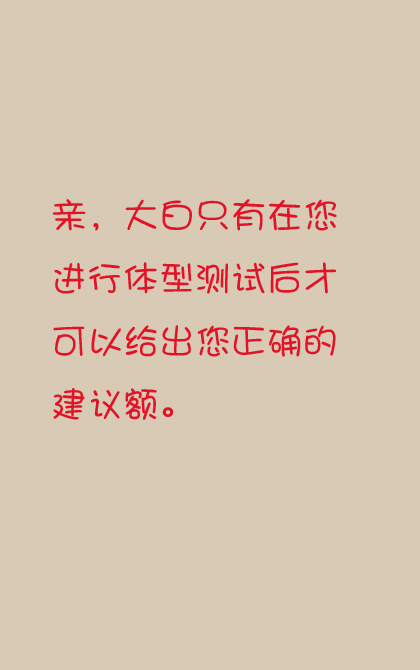 亲，大白只有在您
进行体型测试后才
可以给出您正确的
建议额。